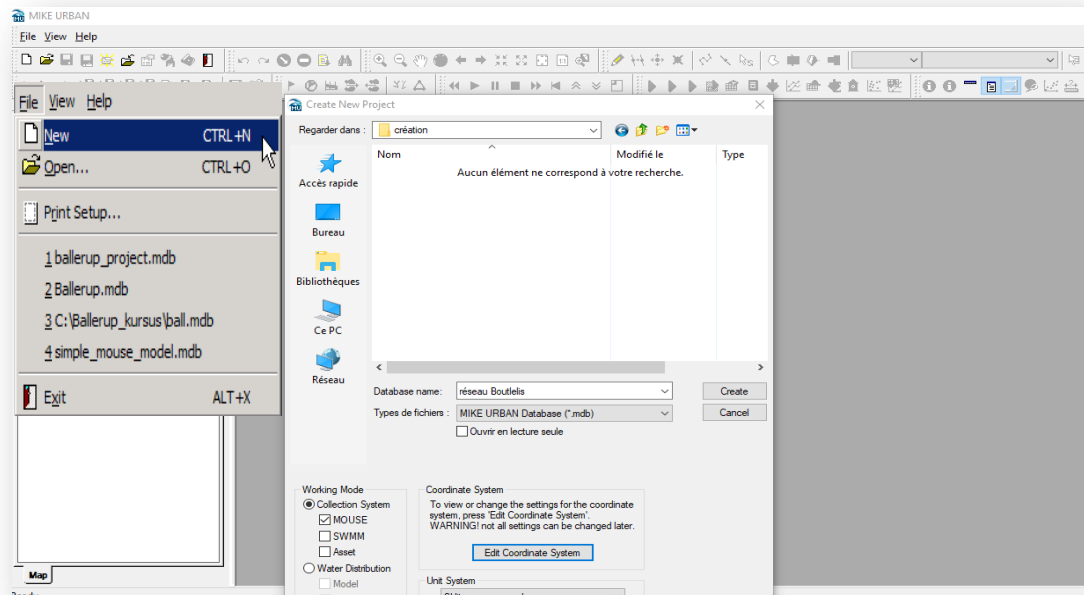 MIKE URBAN
File View Help
File View Help
New CTRL+N
Open... CTRL+O
Print Setup...
1 ballerup_project.mdb
2 Ballerup.mdb
3 C:\Ballerup_kursus\ball.mdb
4 simple_mouse_model.mdb
Exit ALT+X
Map
Create New Project
Regarder dans : création
Nom Modifié le Type
Aucun élément ne correspond à votre recherche.
Accès rapide
Bureau
Bibliothèques
Ce PC
Réseau
Database name: réseau Boutlelis Create
Types de fichiers : MIKE URBAN Database (*.mdb) Cancel
Ouvrir en lecture seule
Working Mode
Collection System
MOUSE
SWMM
Asset
Water Distribution
Model
Coordinate System
To view or change the settings for the coordinate
system, press 'Edit Coordinate System'.
WARNING! not all settings can be changed later.
Edit Coordinate System
Unit System